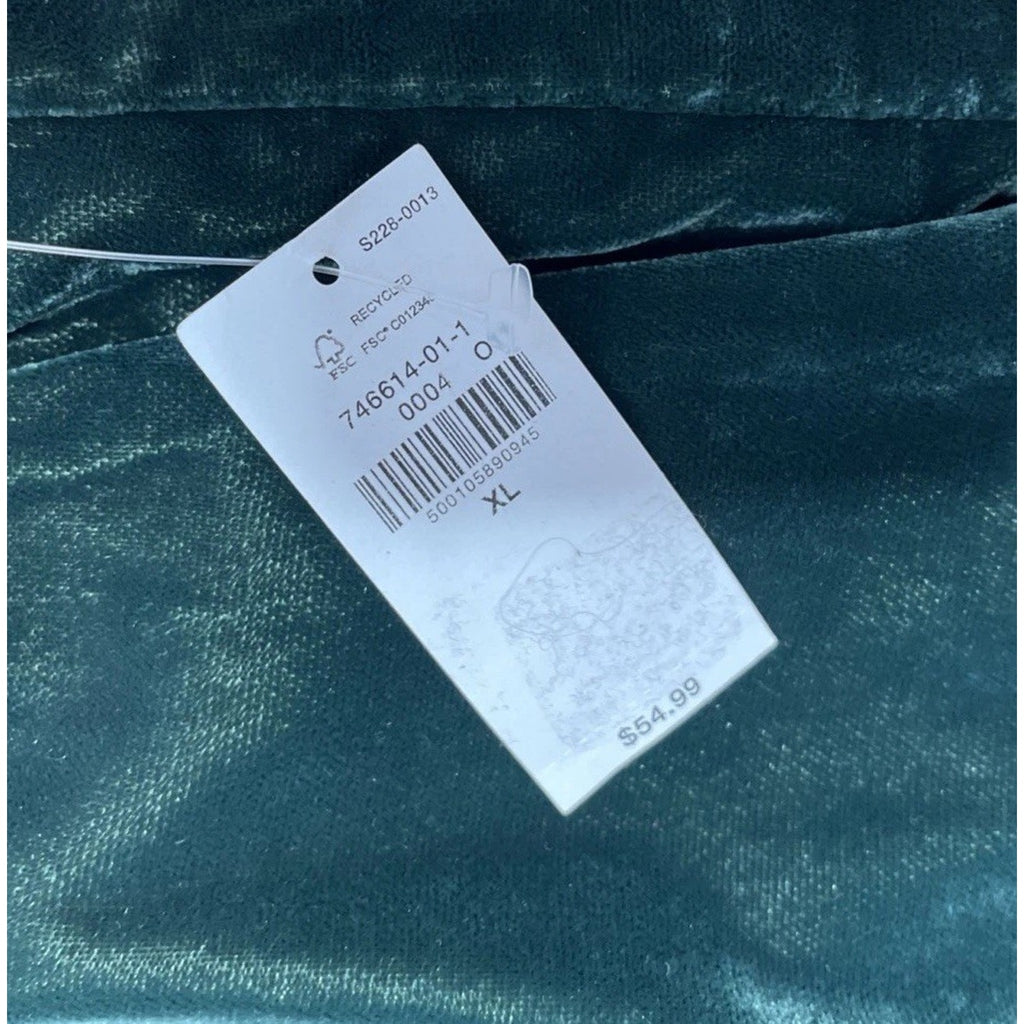 S228-0013
RECYCLED
FSC
FSC® C01234
746614-01-1
0004 O
500105890945
XL
$54.99